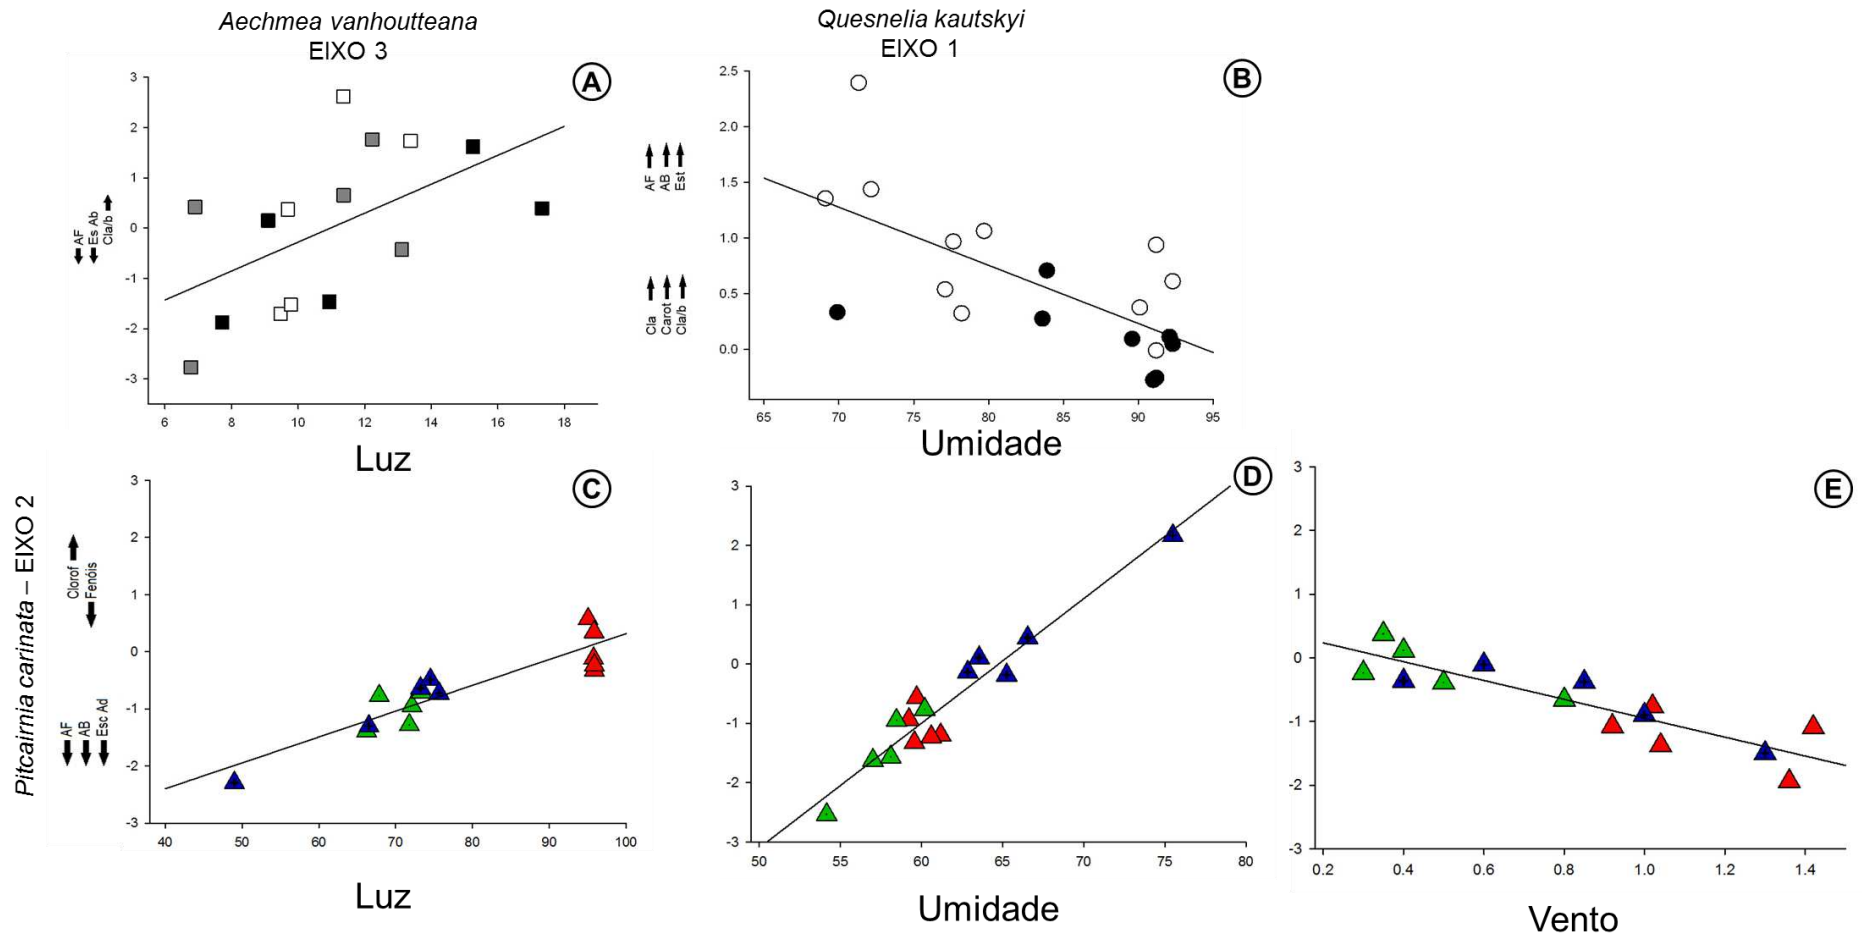 Aechmea vanhoutteana
EIXO 3
Quesnelia kautskyi
EIXO 1
A
3
2
1
0
-1
-2
-3
AF
Es Ab
Cla/b
6 8 10 12 14 16 18
Luz
B
2.5
2.0
1.5
1.0
0.5
0.0
AF
AB
Est
Cla
Carot
Cla/b
65 70 75 80 85 90 95
Umidade
Pitcairnia carinata – EIXO 2
C
3
2
1
0
-1
-2
-3
Clorof
Fenóis
AF
AB
Esc Ad
40 50 60 70 80 90 100
Luz
D
3
2
1
0
-1
-2
-3
50 55 60 65 70 75 80
Umidade
E
3
2
1
0
-1
-2
-3
0.2 0.4 0.6 0.8 1.0 1.2 1.4
Vento